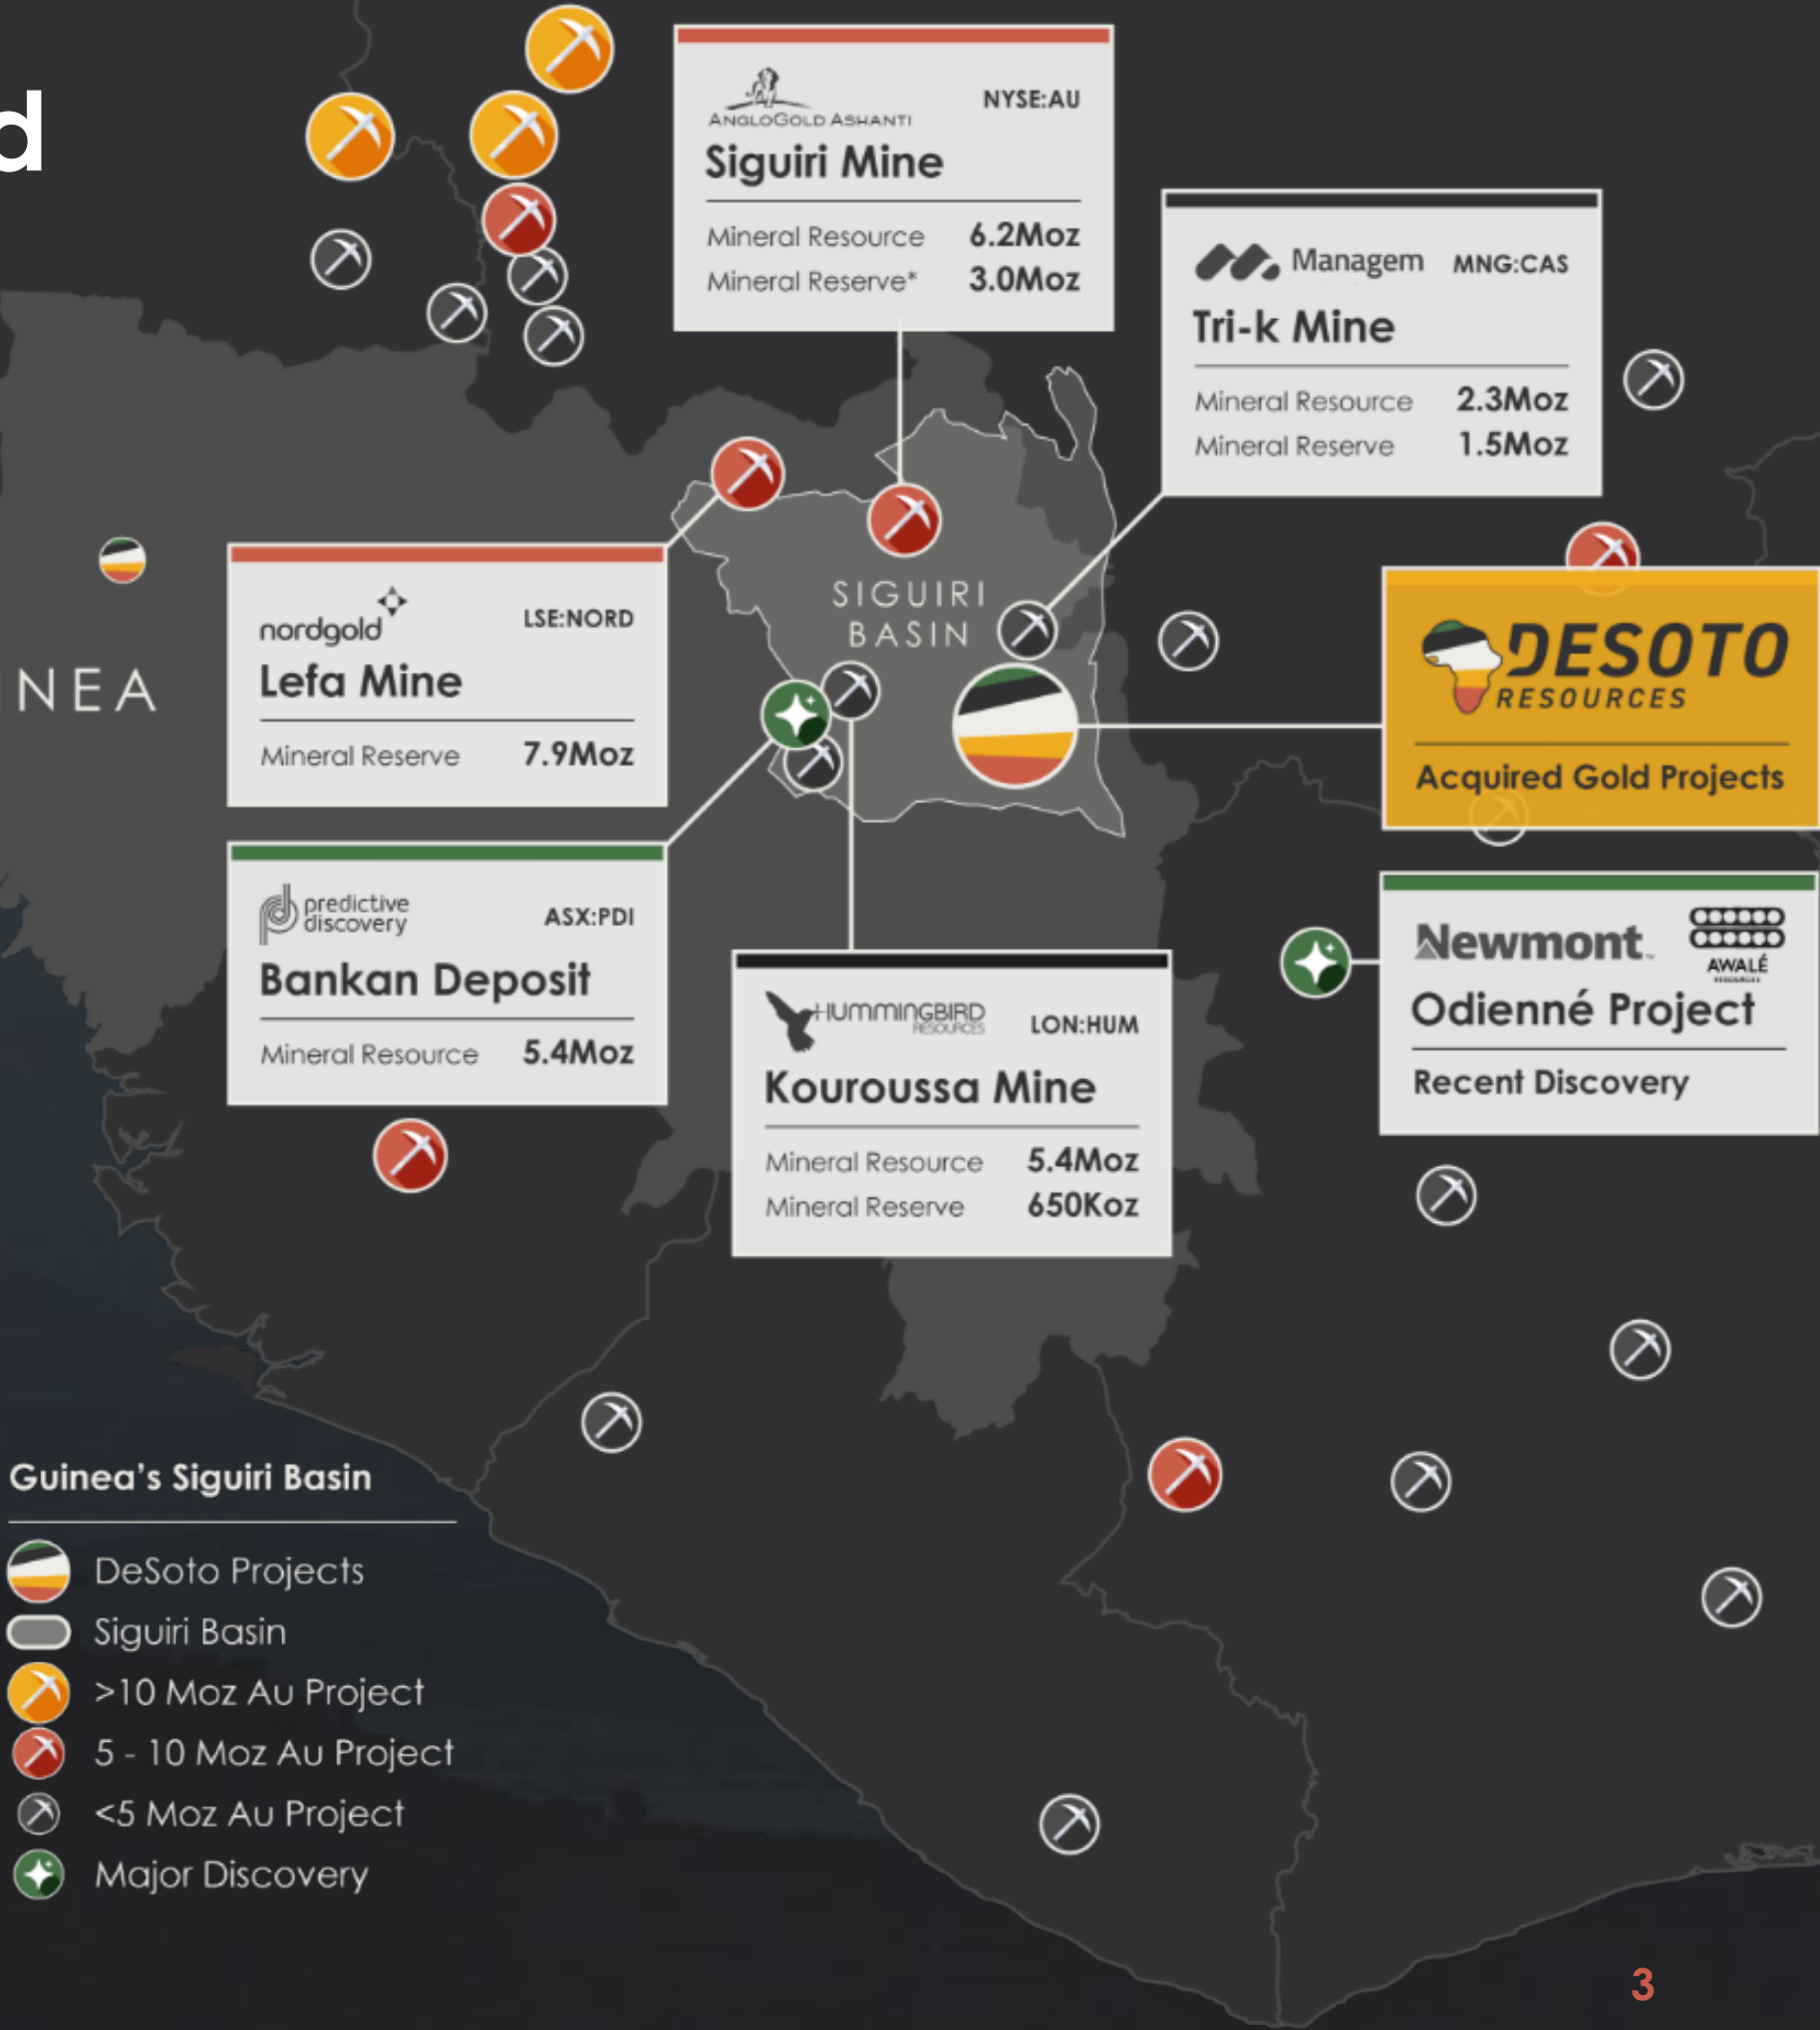 d
ANGLOGOLD ASHANTI
NYSE:AU
Siguiri Mine
Mineral Resource 6.2Moz
Mineral Reserve* 3.0Moz
Managem MNG:CAS
Tri-k Mine
Mineral Resource 2.3Moz
Mineral Reserve 1.5Moz
SIGUIRI
BASIN
nordgold
LSE:NORD
Lefa Mine
Mineral Reserve 7.9Moz
INEA
DESOTO
RESOURCES
Acquired Gold Projects
predictive
discovery
ASX:PDI
Bankan Deposit
Mineral Resource 5.4Moz
HUMMINGBIRD
RESOURCES
LON:HUM
Kouroussa Mine
Mineral Resource 5.4Moz
Mineral Reserve 650Koz
Newmont™
AWALÉ
RESOURCES
Odienné Project
Recent Discovery
Guinea’s Siguiri Basin
DeSoto Projects
Siguiri Basin
>10 Moz Au Project
5 - 10 Moz Au Project
<5 Moz Au Project
Major Discovery
3